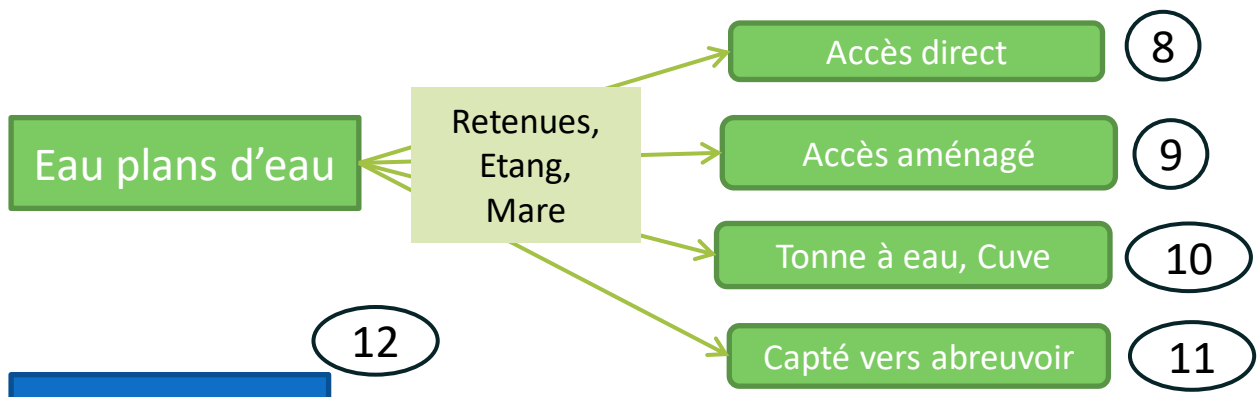 Eau plans d’eau
Retenues,
Etang,
Mare
Accès direct
8
Accès aménagé
9
Tonne à eau, Cuve
10
Capté vers abreuvoir
11
12